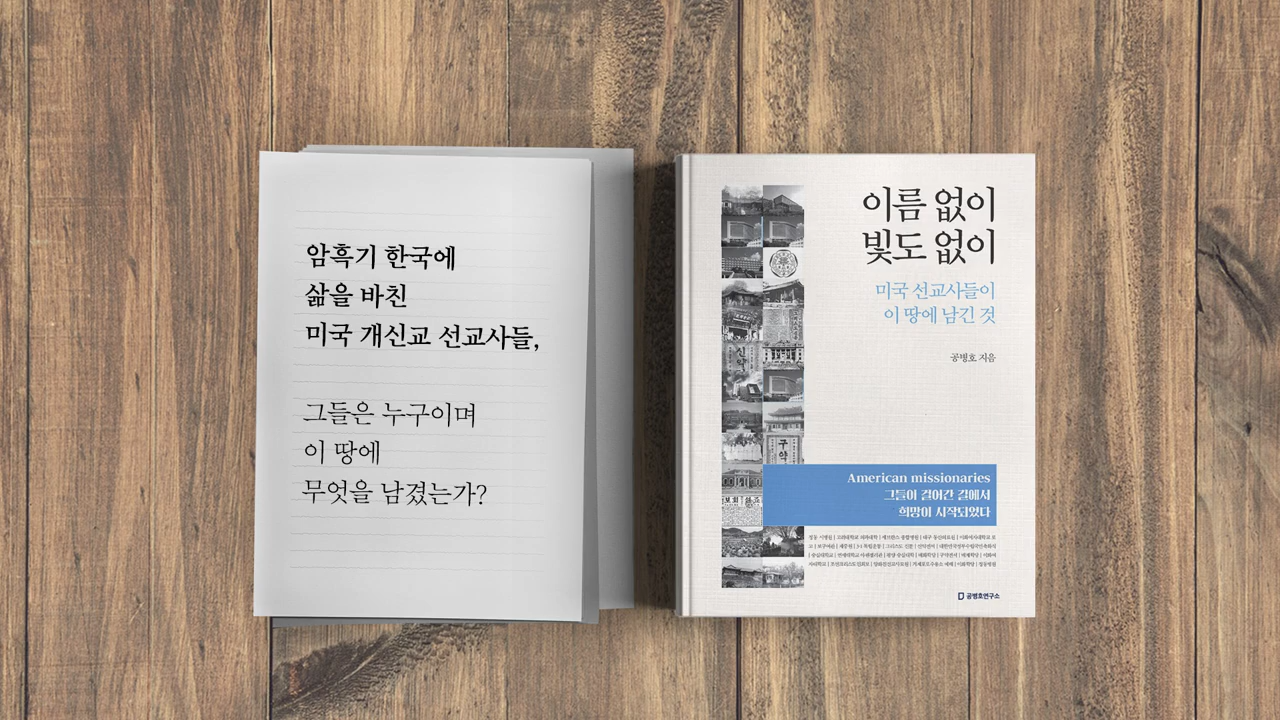 암흑기 한국에
삶을 바친
미국 개신교 선교사들,
그들은 누구이며
이 땅에
무엇을 남겼는가?
이름 없이
빛도 없이
미국 선교사들이
이 땅에 남긴 것
공병호 지음
신약
구약
American missionaries
그들이 걸어간 길에서
희망이 시작되었다
공병호연구소